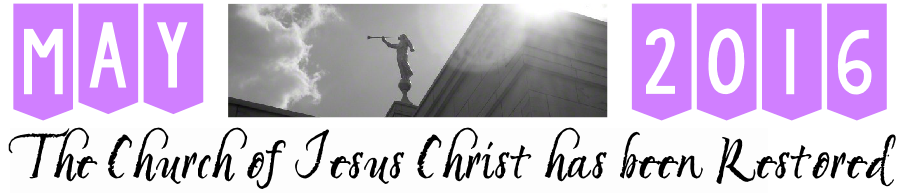 MAY 2016
The Church of Jesus Christ has been Restored